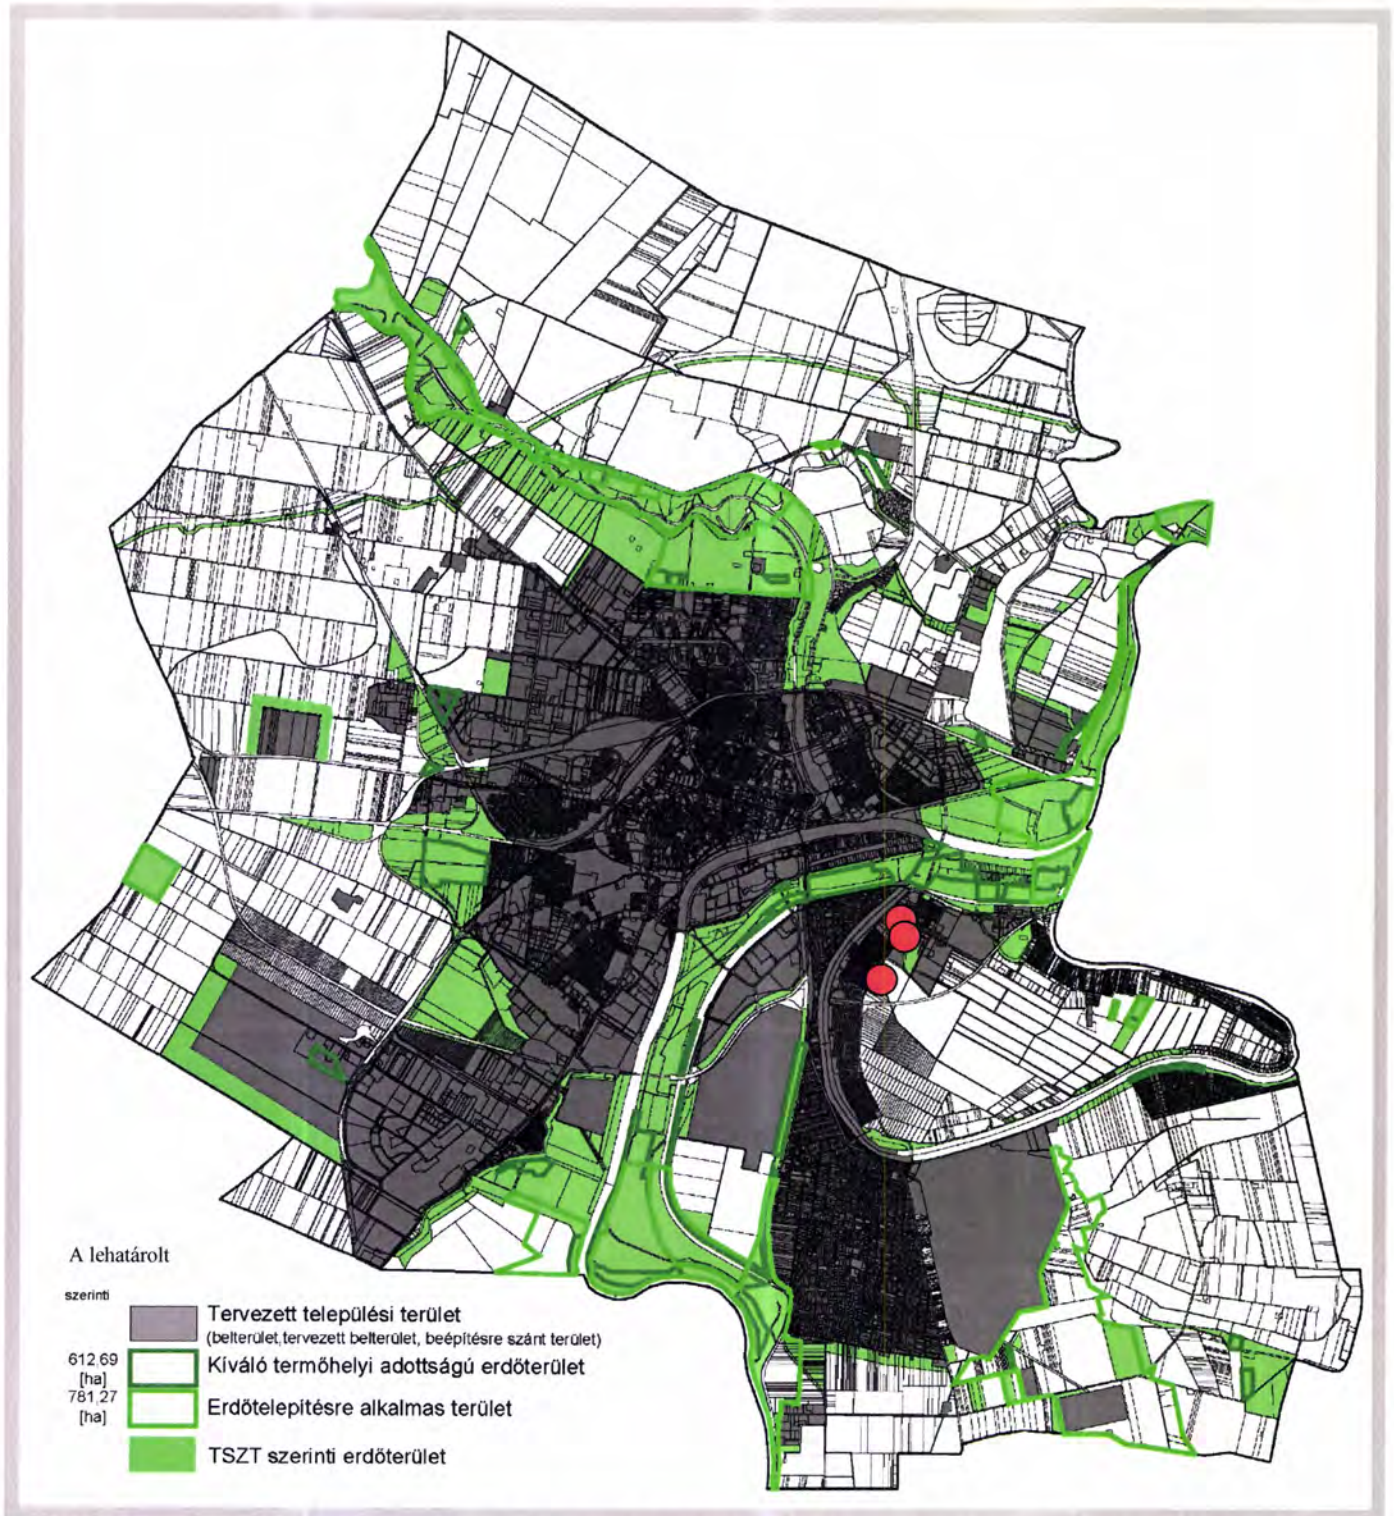 A lehatárolt
szerinti
Tervezett települési terület
(belterület,tervezett belterület, beépítésre szánt terület)
612,69
[ha]
Kíváló termőhelyi adottságú erdőterület
781,27
[ha]
Erdőtelepítésre alkalmas terület
TSZT szerinti erdőterület